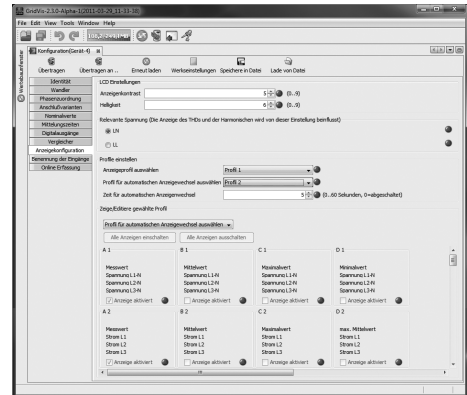 GridVis-2.3.0-Alpha-1(2011-03-29_11-33-38)
File Edit View Tools Window Help
108,2/294,1MB
Werkbaumfenster
Konfiguration(Gerät-4)
Übertragen Übertragen an .. Erneut laden Werkseinstellungen Speichere in Datei Lade von Datei
Identität
Wandler
Phasenzuordnung
Anschlußvarianten
Nominalwerte
Mittelungszeiten
Digitalausgänge
Vergleicher
Anzeigenkonfiguration
Benennung der Eingänge
Online Erfassung
LCD Einstellungen
Anzeigenkontrast 5 (0..9)
Helligkeit 6 (0..9)
Relevante Spannung (Die Anzeige des THDs und der Harmonischen wird von dieser Einstellung beinflusst)
LN
LL
Profile einstellen
Anzeigeprofil auswählen Profil 1
Profil für automatischen Anzeigewechsel auswählen Profil 2
Zeit für automatischen Anzeigenwechsel 5 (0...60 Sekunden, 0=abgeschaltet)
Zeige/Editiere gewählte Profil
Profil für automatischen Anzeigewechsel auswählen
Alle Anzeigen einschalten Alle Anzeigen ausschalten
A 1 B 1 C 1 D 1
Messwert Mittelwert Maximalwert Minimalwert
Spannung L1-N Spannung L1-N Spannung L1-N Spannung L1-N
Spannung L2-N Spannung L2-N Spannung L2-N Spannung L2-N
Spannung L3-N Spannung L3-N Spannung L3-N Spannung L3-N
Anzeige aktiviert Anzeige aktiviert Anzeige aktiviert Anzeige aktiviert
A 2 B 2 C 2 D 2
Messwert Mittelwert Maximalwert max. Mittelwert
Strom L1 Strom L1 Strom L1 Strom L1
Strom L2 Strom L2 Strom L2 Strom L2
Strom L3 Strom L3 Strom L3 Strom L3
Anzeige aktiviert Anzeige aktiviert Anzeige aktiviert Anzeige aktiviert